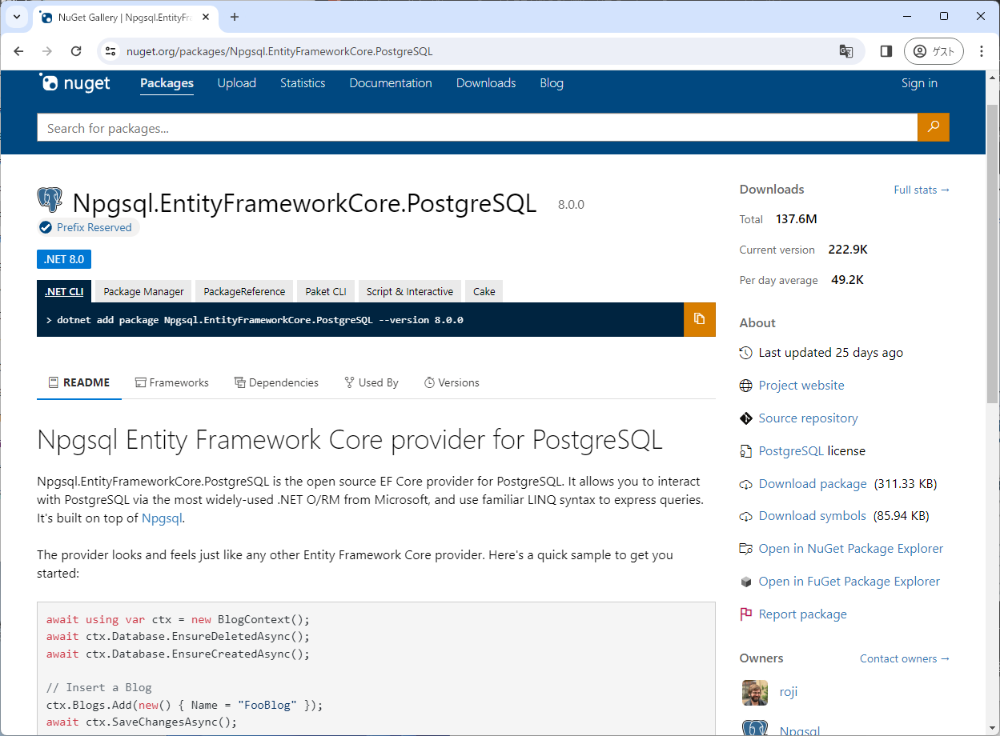 NuGet Gallery | Npgsql.EntityFra
nuget.org/packages/Npgsql.EntityFrameworkCore.PostgreSQL
ゲスト
nuget
Packages
Upload
Statistics
Documentation
Downloads
Blog
Sign in
Search for packages...
Npgsql.EntityFrameworkCore.PostgreSQL 8.0.0
Prefix Reserved
.NET 8.0
.NET CLI
Package Manager
PackageReference
Paket CLI
Script & Interactive
Cake
> dotnet add package Npgsql.EntityFrameworkCore.PostgreSQL --version 8.0.0
README
Frameworks
Dependencies
Used By
Versions
Npgsql Entity Framework Core provider for PostgreSQL
Npgsql.EntityFrameworkCore.PostgreSQL is the open source EF Core provider for PostgreSQL. It allows you to interact
with PostgreSQL via the most widely-used .NET O/RM from Microsoft, and use familiar LINQ syntax to express queries.
It's built on top of Npgsql.
The provider looks and feels just like any other Entity Framework Core provider. Here's a quick sample to get you
started:
await using var ctx = new BlogContext();
await ctx.Database.EnsureDeletedAsync();
await ctx.Database.EnsureCreatedAsync();
// Insert a Blog
ctx.Blogs.Add(new() { Name = "FooBlog" });
await ctx.SaveChangesAsync();
Downloads
Full stats →
Total 137.6M
Current version 222.9K
Per day average 49.2K
About
Last updated 25 days ago
Project website
Source repository
PostgreSQL license
Download package (311.33 KB)
Download symbols (85.94 KB)
Open in NuGet Package Explorer
Open in FuGet Package Explorer
Report package
Owners
Contact owners →
roji
Npgsql